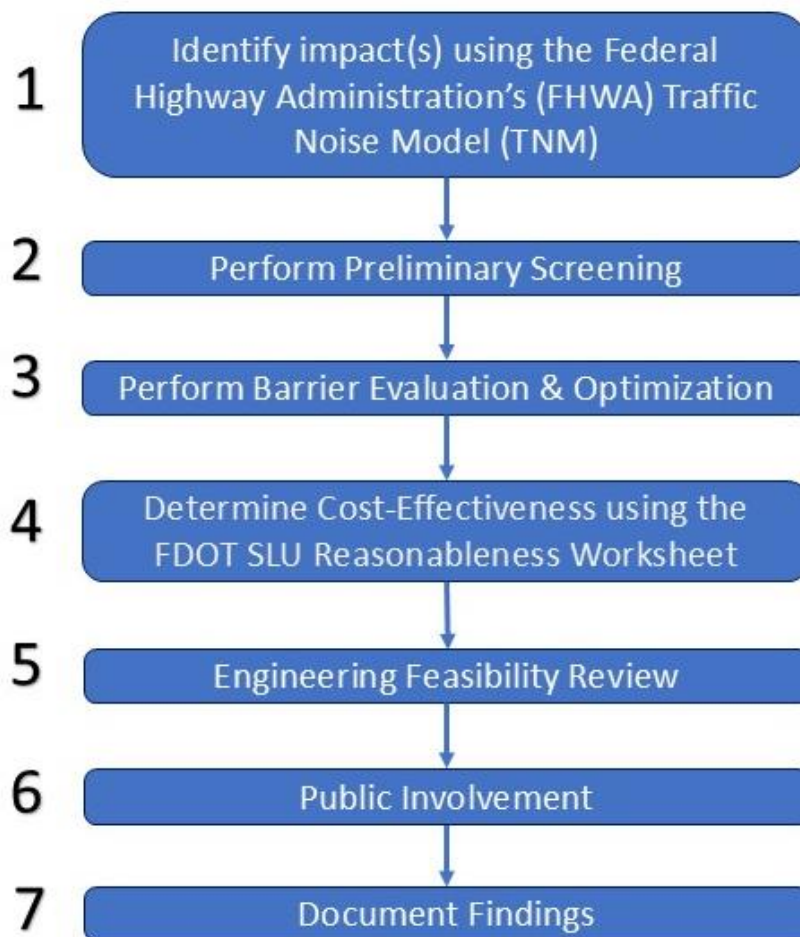 1
Identify impact(s) using the Federal
Highway Administration’s (FHWA) Traffic
Noise Model (TNM)
2
Perform Preliminary Screening
3
Perform Barrier Evaluation & Optimization
4
Determine Cost-Effectiveness using the
FDOT SLU Reasonableness Worksheet
5
Engineering Feasibility Review
6
Public Involvement
7
Document Findings